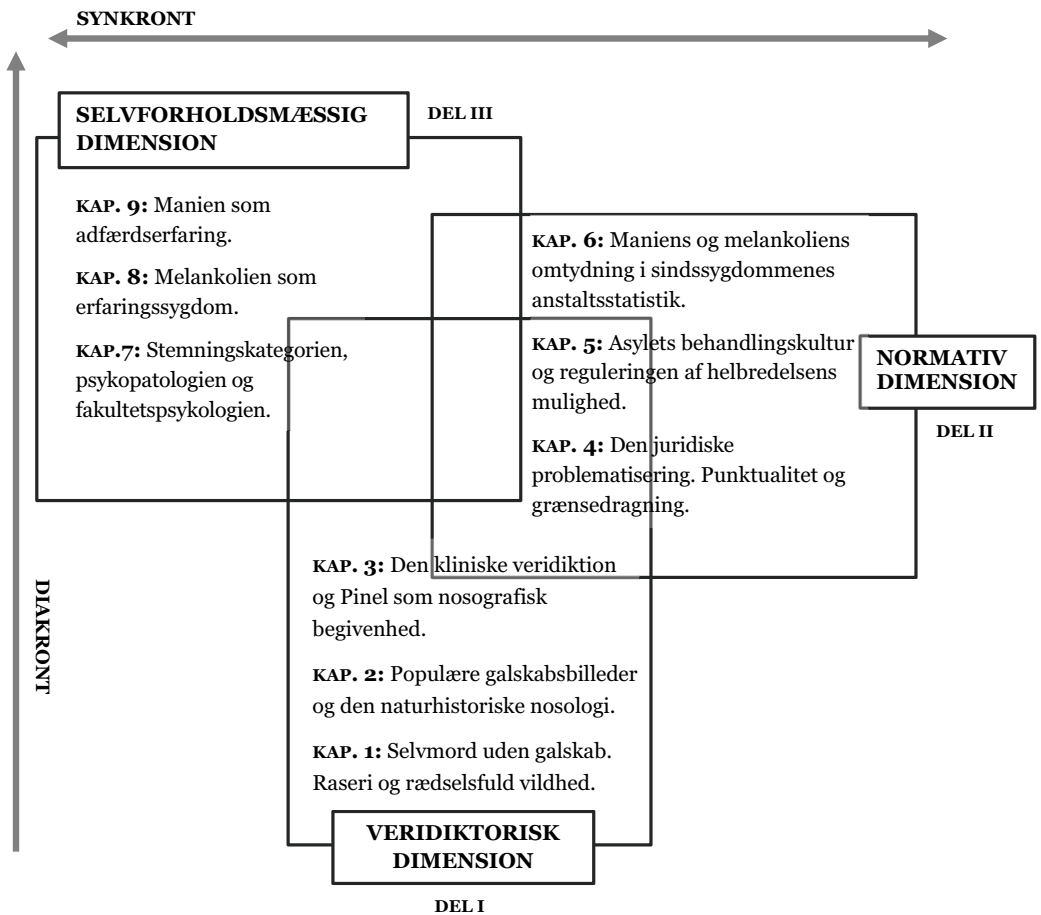 SYNKRONT
SELVFORHOLDSMÆSSIG
DIMENSION
DEL III
KAP. 9: Manien som
adfærdserfaring.
KAP. 8: Melankolien som
erfaringssygdom.
KAP.7: Stemningskategorien,
psykopatologien og
fakultetspsykologien.
KAP. 6: Maniens og melankoliens
omtydning i sindssygdommenes
anstaltsstatistik.
KAP. 5: Asylets behandlingskultur
og reguleringen af helbredelsens
mulighed.
KAP. 4: Den juridiske
problematisering. Punktualitet og
grænsedragning.
NORMATIV
DIMENSION
DEL II
KAP. 3: Den kliniske veridiktion
og Pinel som nosografisk
begivenhed.
KAP. 2: Populære galskabsbilleder
og den naturhistoriske nosologi.
KAP. 1: Selvmord uden galskab.
Raseri og rædselsfuld vildhed.
VERIDIKTORISK
DIMENSION
DEL I
DIAKRONT